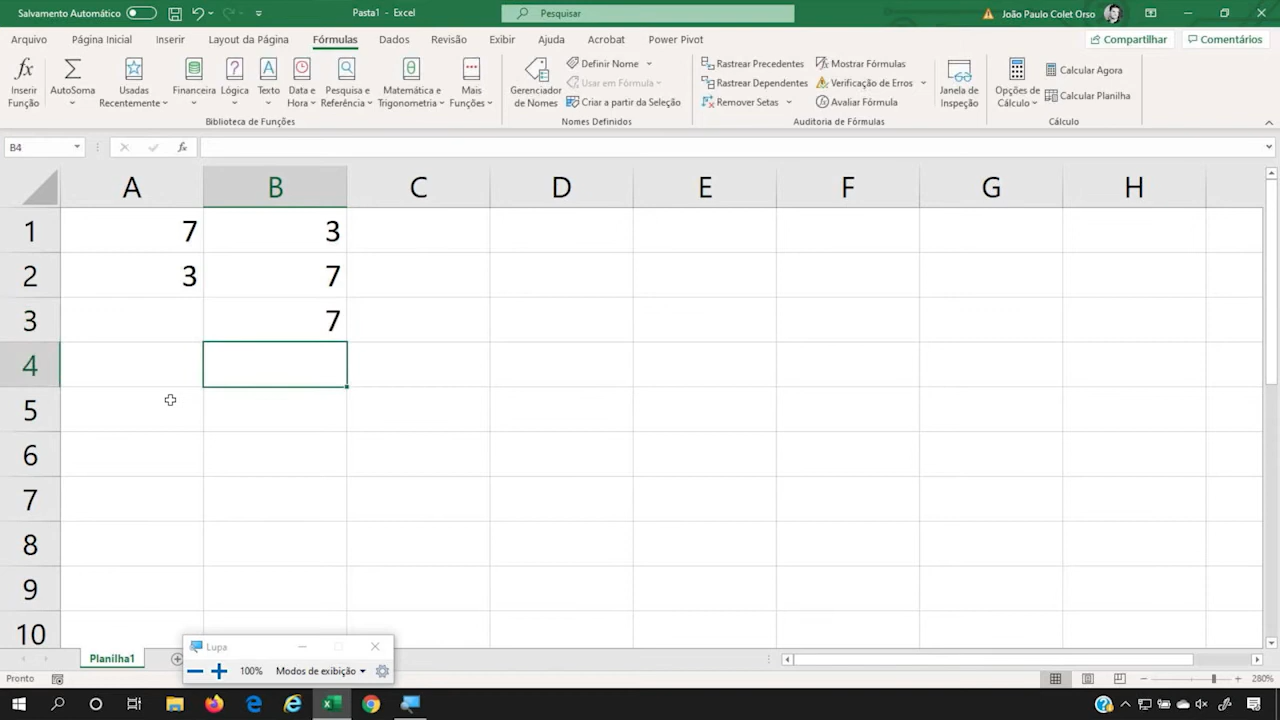 Salvamento Automático
Pasta1 - Excel
Pesquisar
João Paulo Colet Orso
Arquivo Página Inicial Inserir Layout da Página Fórmulas Dados Revisão Exibir Ajuda Acrobat Power Pivot
Compartilhar Comentários
fx Inserir Função
Σ AutoSoma
Usadas Recentemente
Financeira
Lógica
Texto
Data e Hora
Pesquisa e Referência
Matemática e Trigonometria
Mais Funções
Biblioteca de Funções
Gerenciador de Nomes
Definir Nome
Usar em Fórmula
Criar a partir da Seleção
Nomes Definidos
Rastrear Precedentes
Rastrear Dependentes
Remover Setas
Mostrar Fórmulas
Verificação de Erros
Avaliar Fórmula
Auditoria de Fórmulas
Janela de Inspeção
Opções de Cálculo
Calcular Agora
Calcular Planilha
Cálculo
B4 fx
A B C D E F G H
1 7 3
2 3 7
3 7
4
5
6
7
8
9
10
Lupa
100% Modos de exibição
Planilha1
Pronto
280%